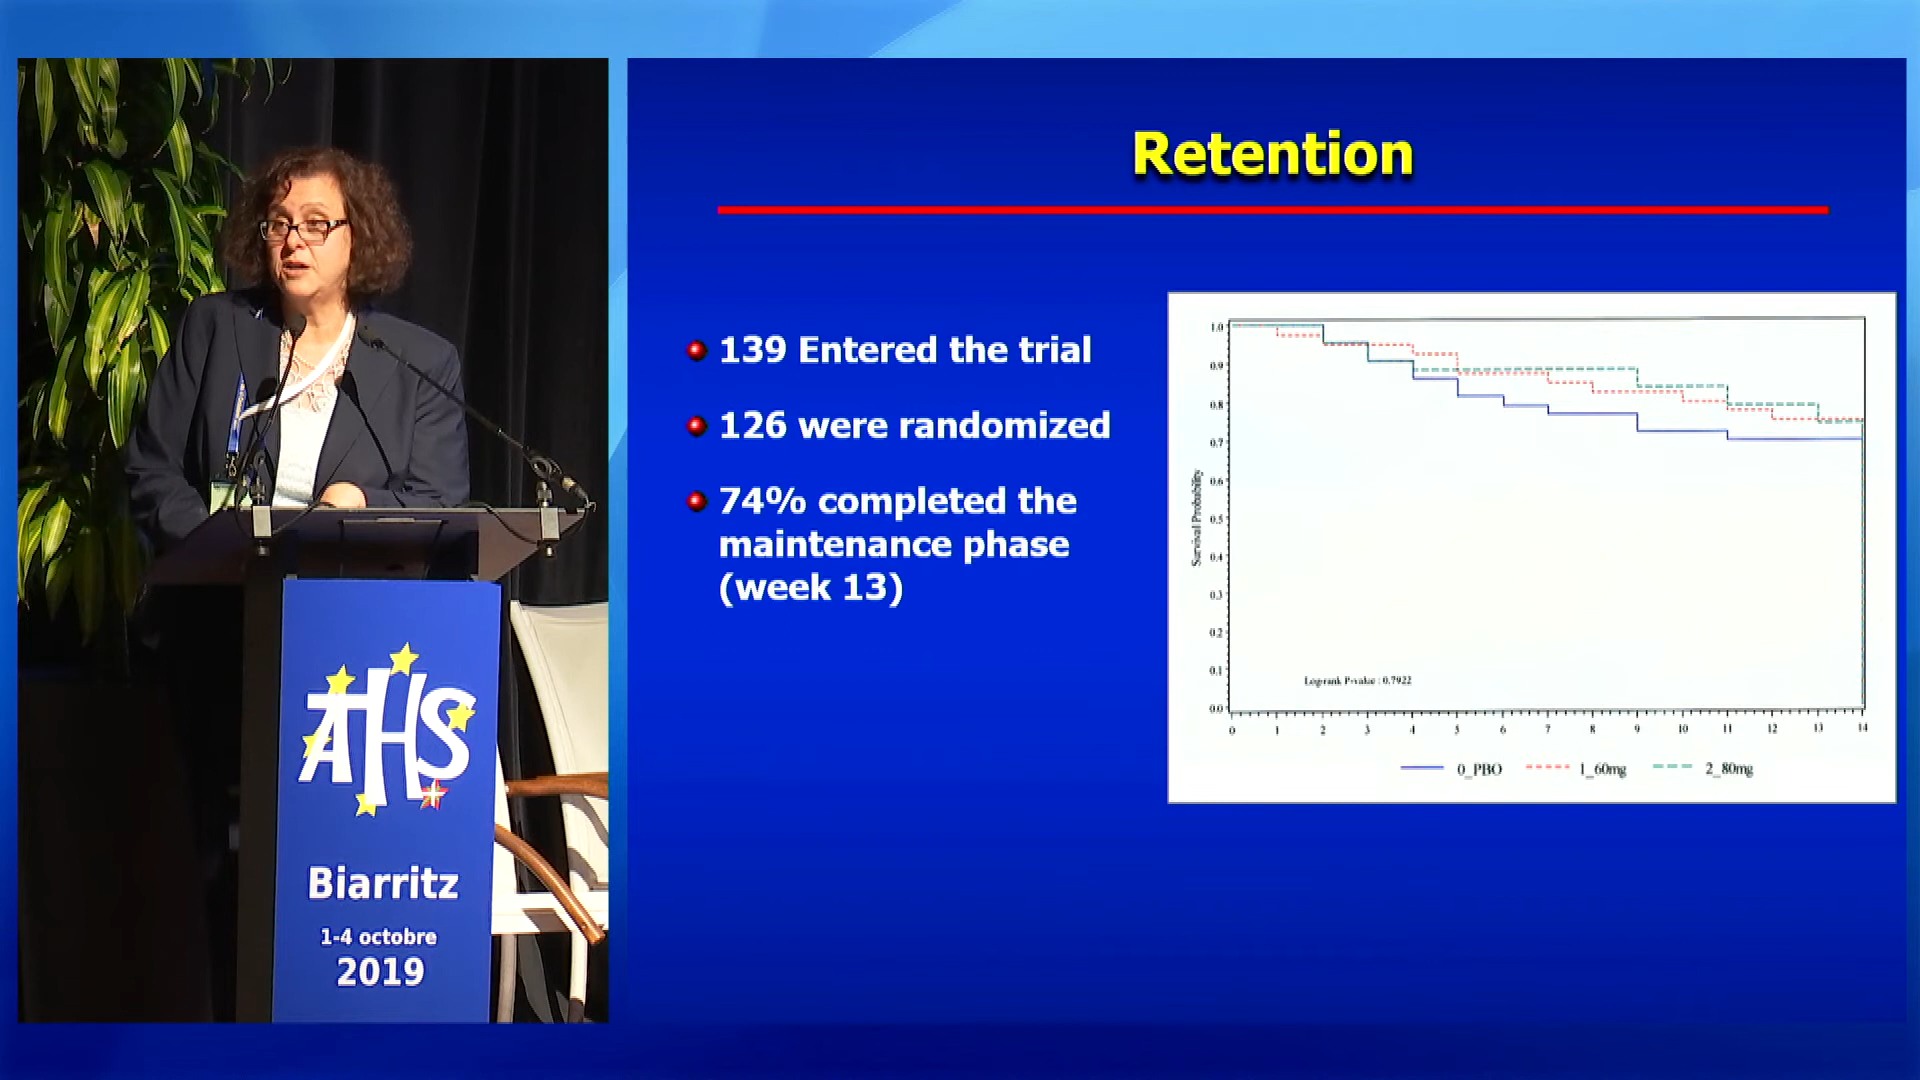 Retention
139 Entered the trial
126 were randomized
74% completed the
maintenance phase
(week 13)
1.0
0.9
0.8
0.7
0.6
0.5
0.4
0.3
0.2
0.1
0.0
Survival Probability
Logrank P-value : 0.7922
0 1 2 3 4 5 6 7 8 9 10 11 12 13 14
0_PBO 1_60mg 2_80mg
AHS
Biarritz
1-4 octobre
2019